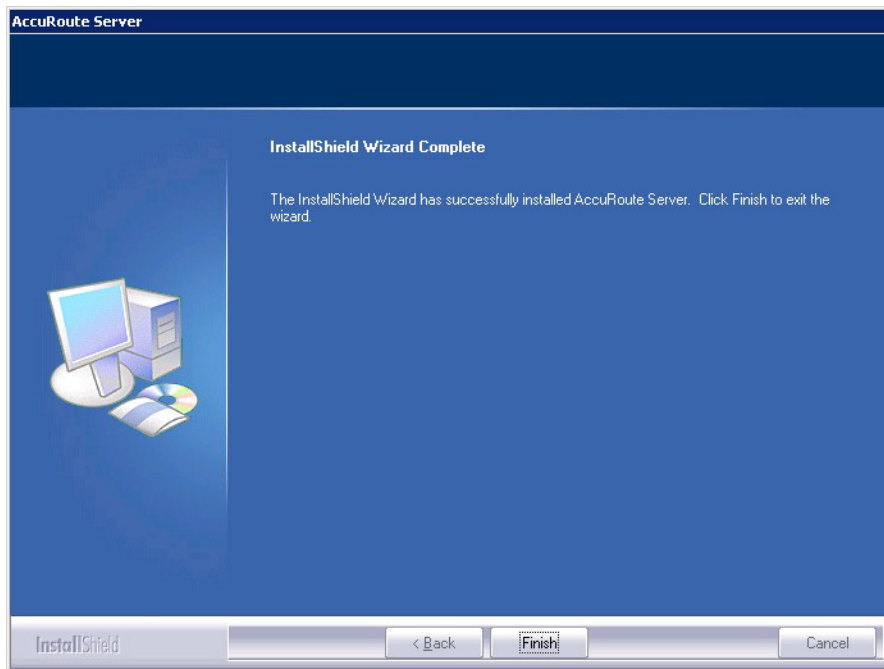 AccuRoute Server
InstallShield Wizard Complete
The InstallShield Wizard has successfully installed AccuRoute Server. Click Finish to exit the
wizard.
InstallShield
< Back
Finish
Cancel